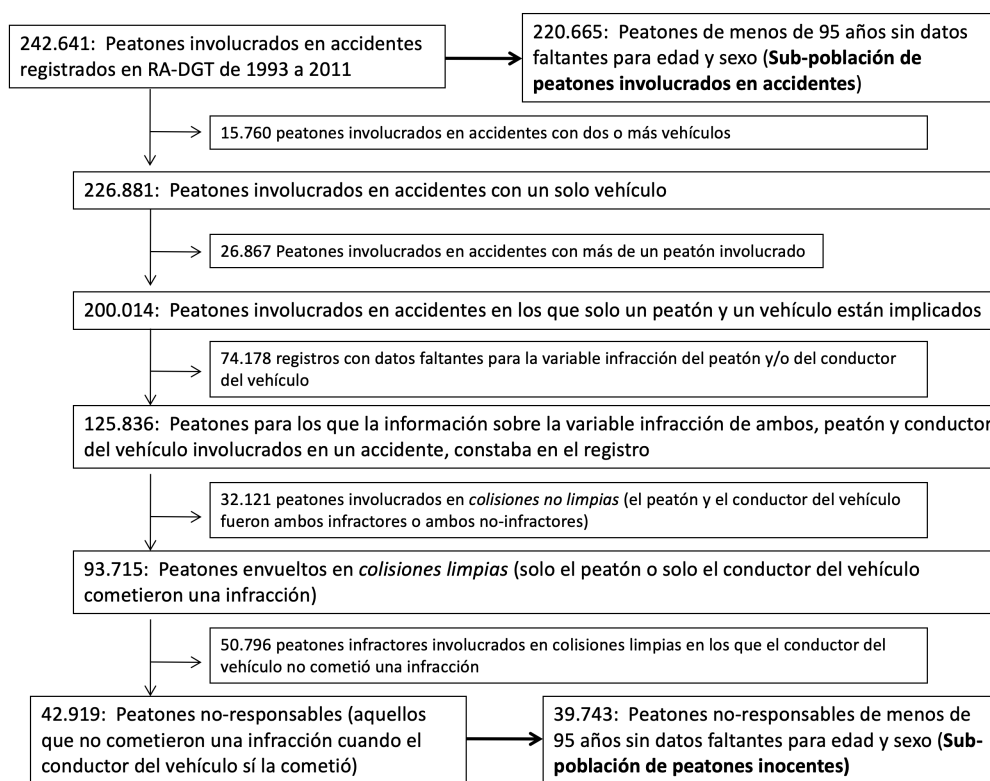 242.641: Peatones involucrados en accidentes
registrados en RA-DGT de 1993 a 2011
220.665: Peatones de menos de 95 años sin datos
faltantes para edad y sexo (Sub-población de
peatones involucrados en accidentes)
15.760 peatones involucrados en accidentes con dos o más vehículos
226.881: Peatones involucrados en accidentes con un solo vehículo
26.867 Peatones involucrados en accidentes con más de un peatón involucrado
200.014: Peatones involucrados en accidentes en los que solo un peatón y un vehículo están implicados
74.178 registros con datos faltantes para la variable infracción del peatón y/o del conductor
del vehículo
125.836: Peatones para los que la información sobre la variable infracción de ambos, peatón y conductor
del vehículo involucrados en un accidente, constaba en el registro
32.121 peatones involucrados en colisiones no limpias (el peatón y el conductor del vehículo
fueron ambos infractores o ambos no-infractores)
93.715: Peatones envueltos en colisiones limpias (solo el peatón o solo el conductor del vehículo
cometieron una infracción)
50.796 peatones infractores involucrados en colisiones limpias en los que el conductor del
vehículo no cometió una infracción
42.919: Peatones no-responsables (aquellos
que no cometieron una infracción cuando el
conductor del vehículo sí la cometió)
39.743: Peatones no-responsables de menos de
95 años sin datos faltantes para edad y sexo (Sub-
población de peatones inocentes)